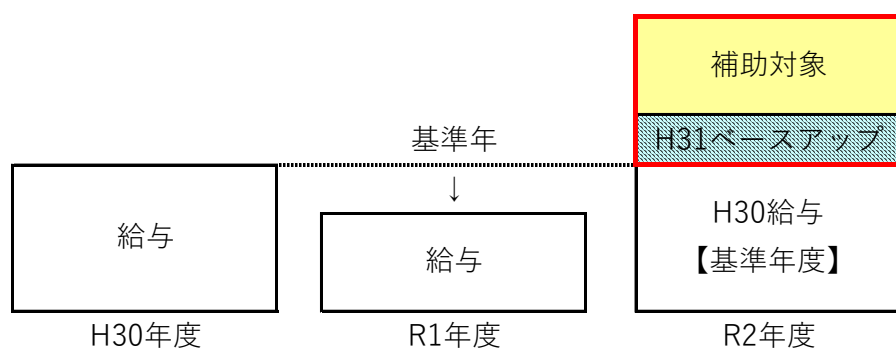 補助対象
基準年
H31ベースアップ
↓
給与
給与
H30給与
【基準年度】
H30年度
R1年度
R2年度